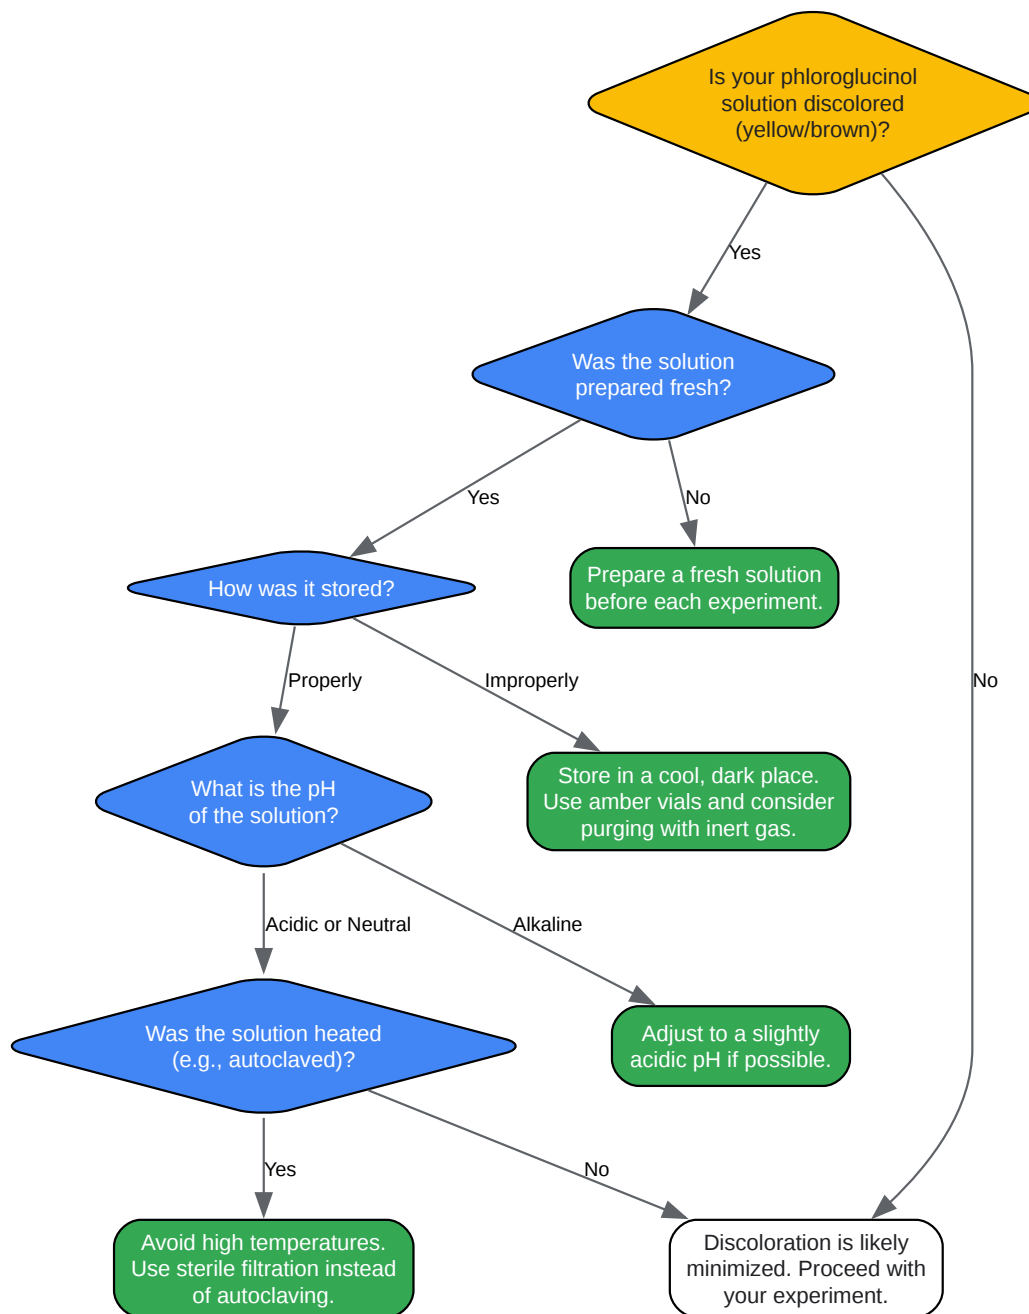 Is your phloroglucinol
solution discolored
(yellow/brown)?
Yes
Was the solution
prepared fresh?
Yes
No
How was it stored?
Prepare a fresh solution
before each experiment.
Properly
Improperly
No
What is the pH
of the solution?
Store in a cool, dark place.
Use amber vials and consider
purging with inert gas.
Acidic or Neutral
Alkaline
Was the solution heated
(e.g., autoclaved)?
Adjust to a slightly
acidic pH if possible.
Yes
No
Avoid high temperatures.
Use sterile filtration instead
of autoclaving.
Discoloration is likely
minimized. Proceed with
your experiment.